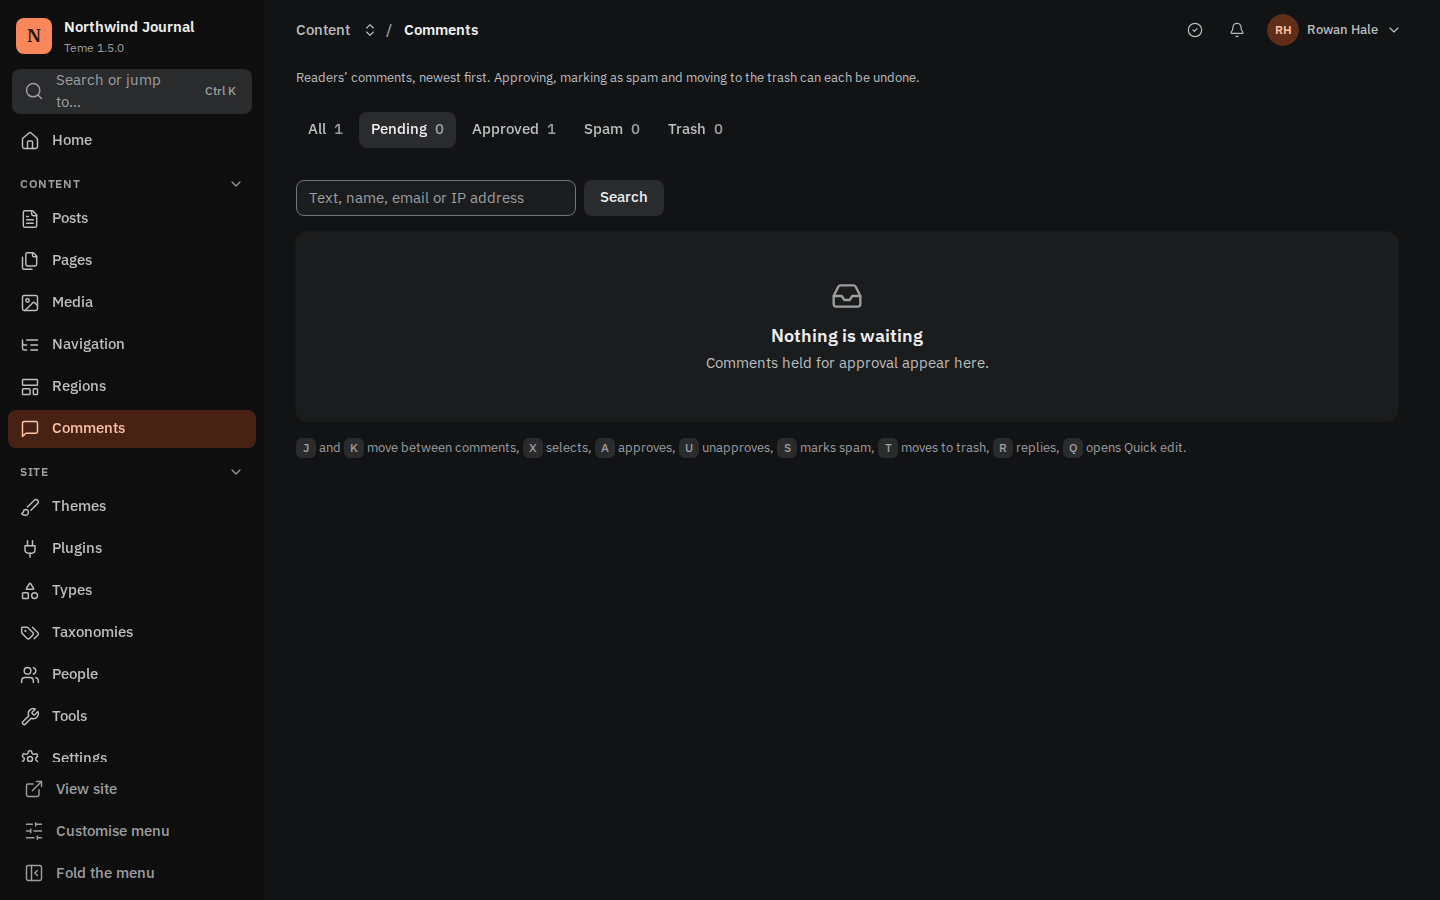 N
Northwind Journal
Teme 1.5.0
Search or jump to...
Ctrl K
Home
CONTENT
Posts
Pages
Media
Navigation
Regions
Comments
SITE
Themes
Plugins
Types
Taxonomies
People
Tools
Settings
View site
Customise menu
Fold the menu
Content / Comments
RH Rowan Hale
Readers’ comments, newest first. Approving, marking as spam and moving to the trash can each be undone.
All 1 Pending 0 Approved 1 Spam 0 Trash 0
Text, name, email or IP address
Search
Nothing is waiting
Comments held for approval appear here.
J and K move between comments, X selects, A approves, U unapproves, S marks spam, T moves to trash, R replies, Q opens Quick edit.